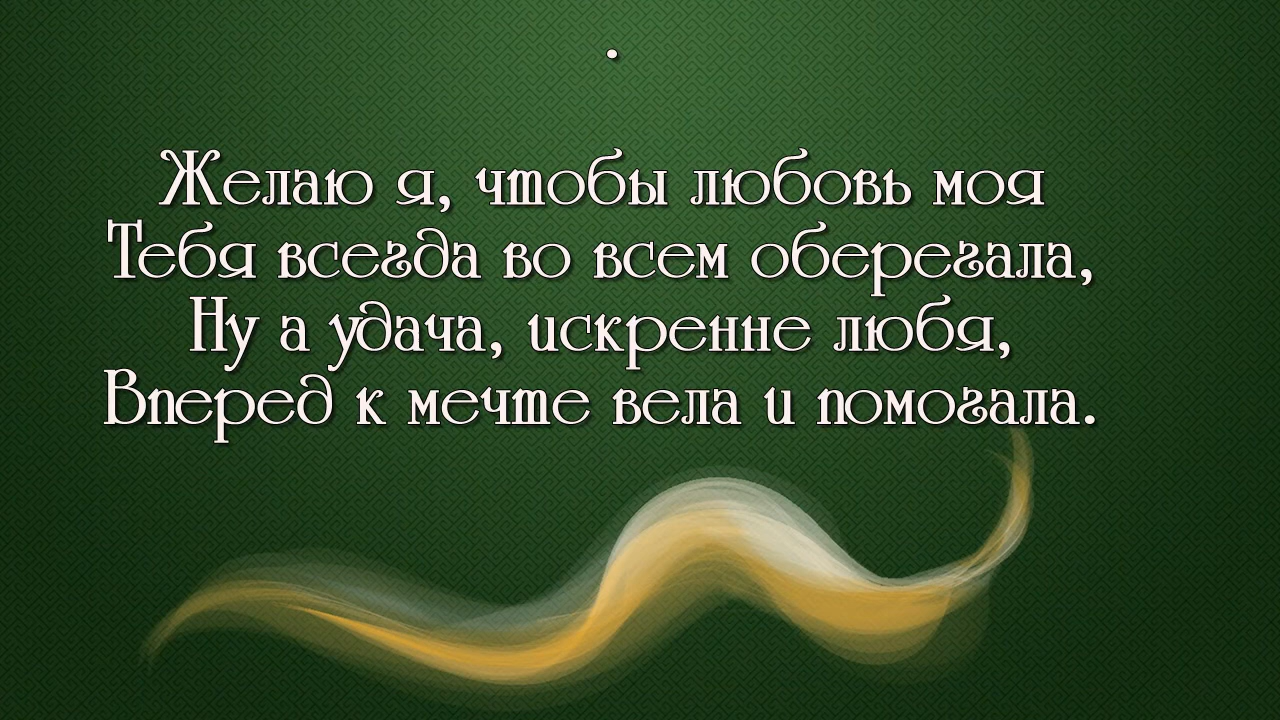 .
Желаю я, чтобы любовь моя
Тебя всегда во всем оберегала,
Ну а удача, искренне любя,
Вперед к мечте вела и помогала.